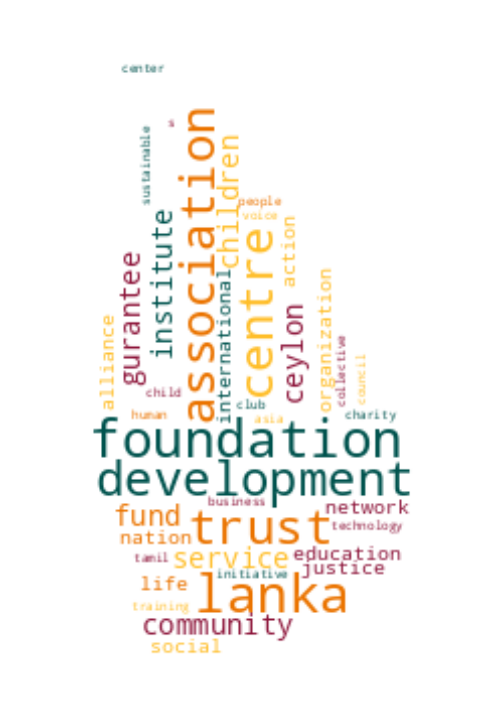 center
s
sustainable
association
children
people
voice
institute
action
centre
gurantee
international
organization
ceylon
alliance
collective
council
child
club
human
charity
asia
foundation
development
business
fund
network
trust
technology
nation
tamil
service
education
justice
initiative
life
lanka
training
community
social